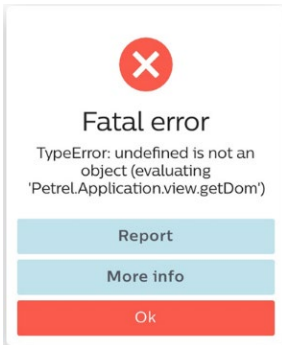 Fatal error
TypeError: undefined is not an
object (evaluating
'Petrel.Application.view.getDom')
Report
More info
Ok